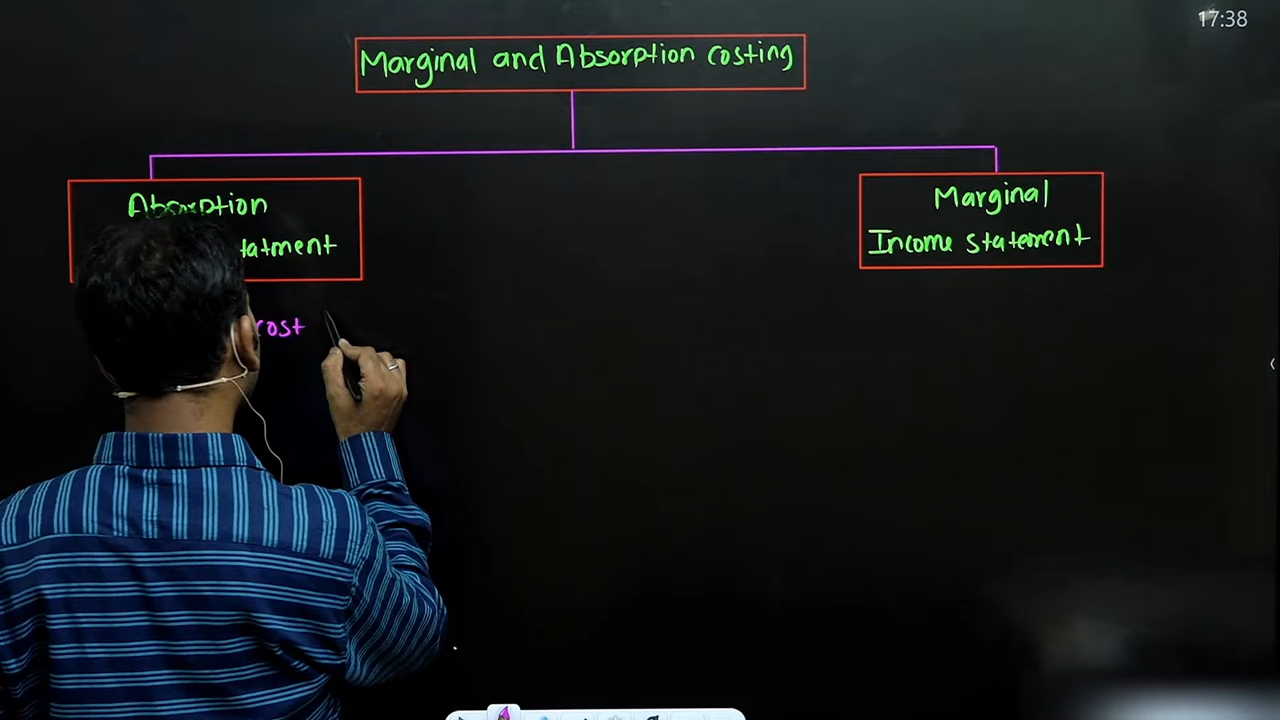 17:38
Marginal and Absorption costing
Absorption
tatment
Marginal
Income statement
cost